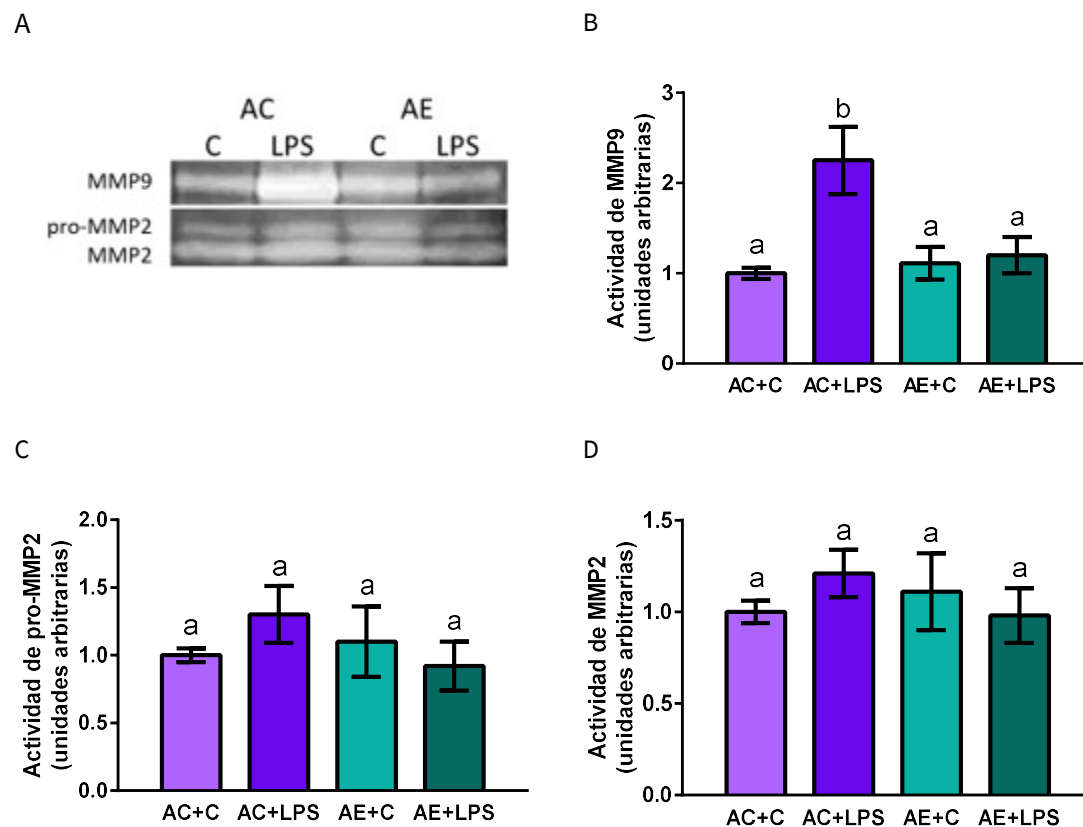 A
AC AE
C LPS C LPS
MMP9
pro-MMP2
MMP2
B
Actividad de MMP9
(unidades arbitrarias)
3
2
1
0
a
b
a
a
AC+C AC+LPS AE+C AE+LPS
C
Actividad de pro-MMP2
(unidades arbitrarias)
2.0
1.5
1.0
0.5
0.0
a
a
a
a
AC+C AC+LPS AE+C AE+LPS
D
Actividad de MMP2
(unidades arbitrarias)
1.5
1.0
0.5
0.0
a
a
a
a
AC+C AC+LPS AE+C AE+LPS